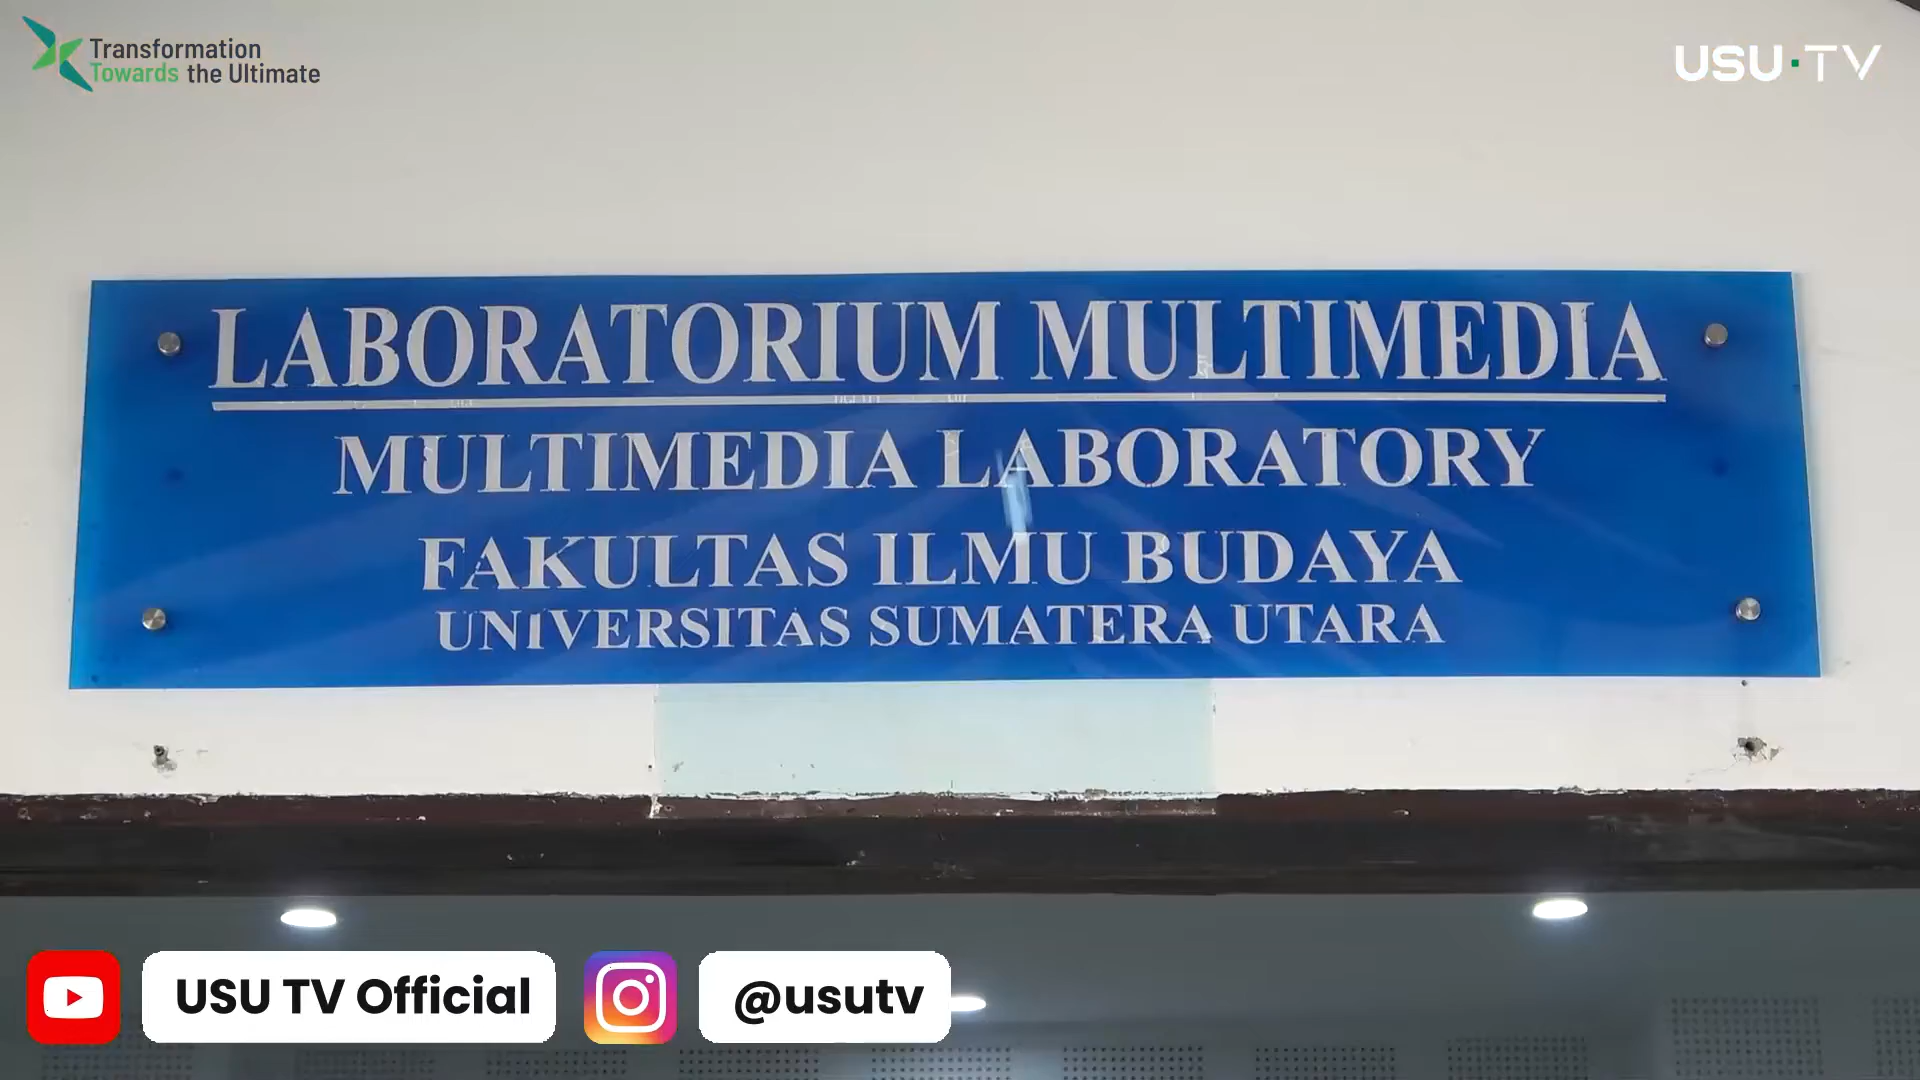 Transformation
Towards the Ultimate
USU·TV
LABORATORIUM MULTIMEDIA
MULTIMEDIA LABORATORY
FAKULTAS ILMU BUDAYA
UNIVERSITAS SUMATERA UTARA
USU TV Official
@usutv